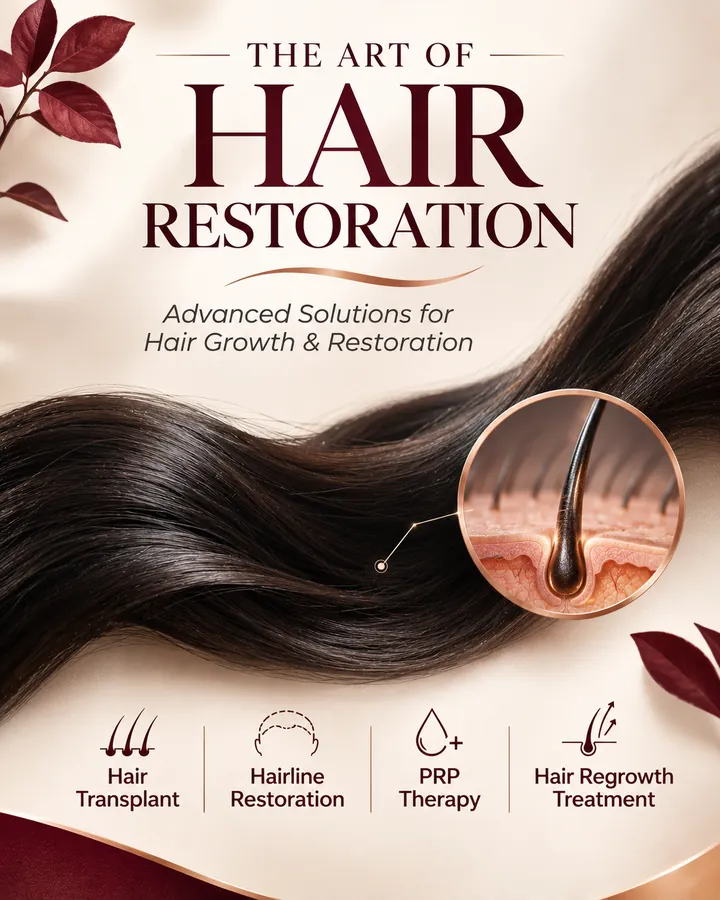 THE ART OF
HAIR
RESTORATION
Advanced Solutions for
Hair Growth & Restoration
Hair
Transplant
Hairline
Restoration
PRP
Therapy
Hair Regrowth
Treatment